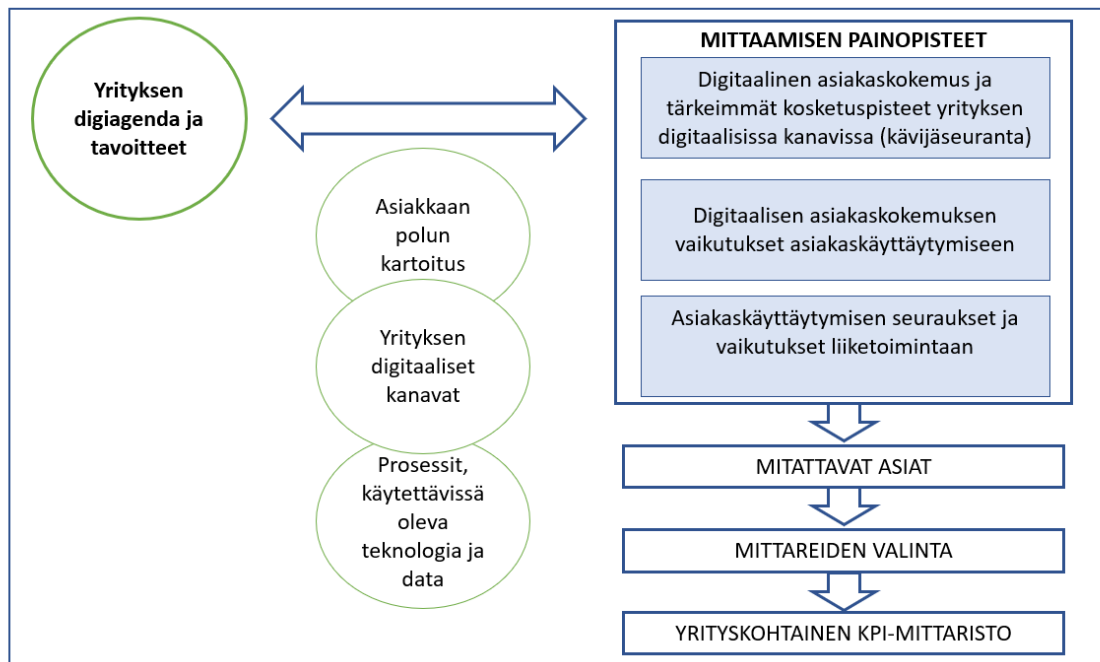 Yrityksen
digiagenda ja
tavoitteet
Asiakkaan
polun
kartoitus
Yrityksen
digitaaliset
kanavat
Prosessit,
käytettävissä
oleva
teknologia ja
data
MITTAAMISEN PAINOPISTEET
Digitaalinen asiakaskokemus ja
tärkeimmät kosketuspisteet yrityksen
digitaalisissa kanavissa (kävijäseuranta)
Digitaalisen asiakaskokemuksen
vaikutukset asiakaskäyttäytymiseen
Asiakaskäyttäytymisen seuraukset ja
vaikutukset liiketoimintaan
MITATTAVAT ASIAT
MITTAREIDEN VALINTA
YRITYSKOHTAINEN KPI-MITTARISTO